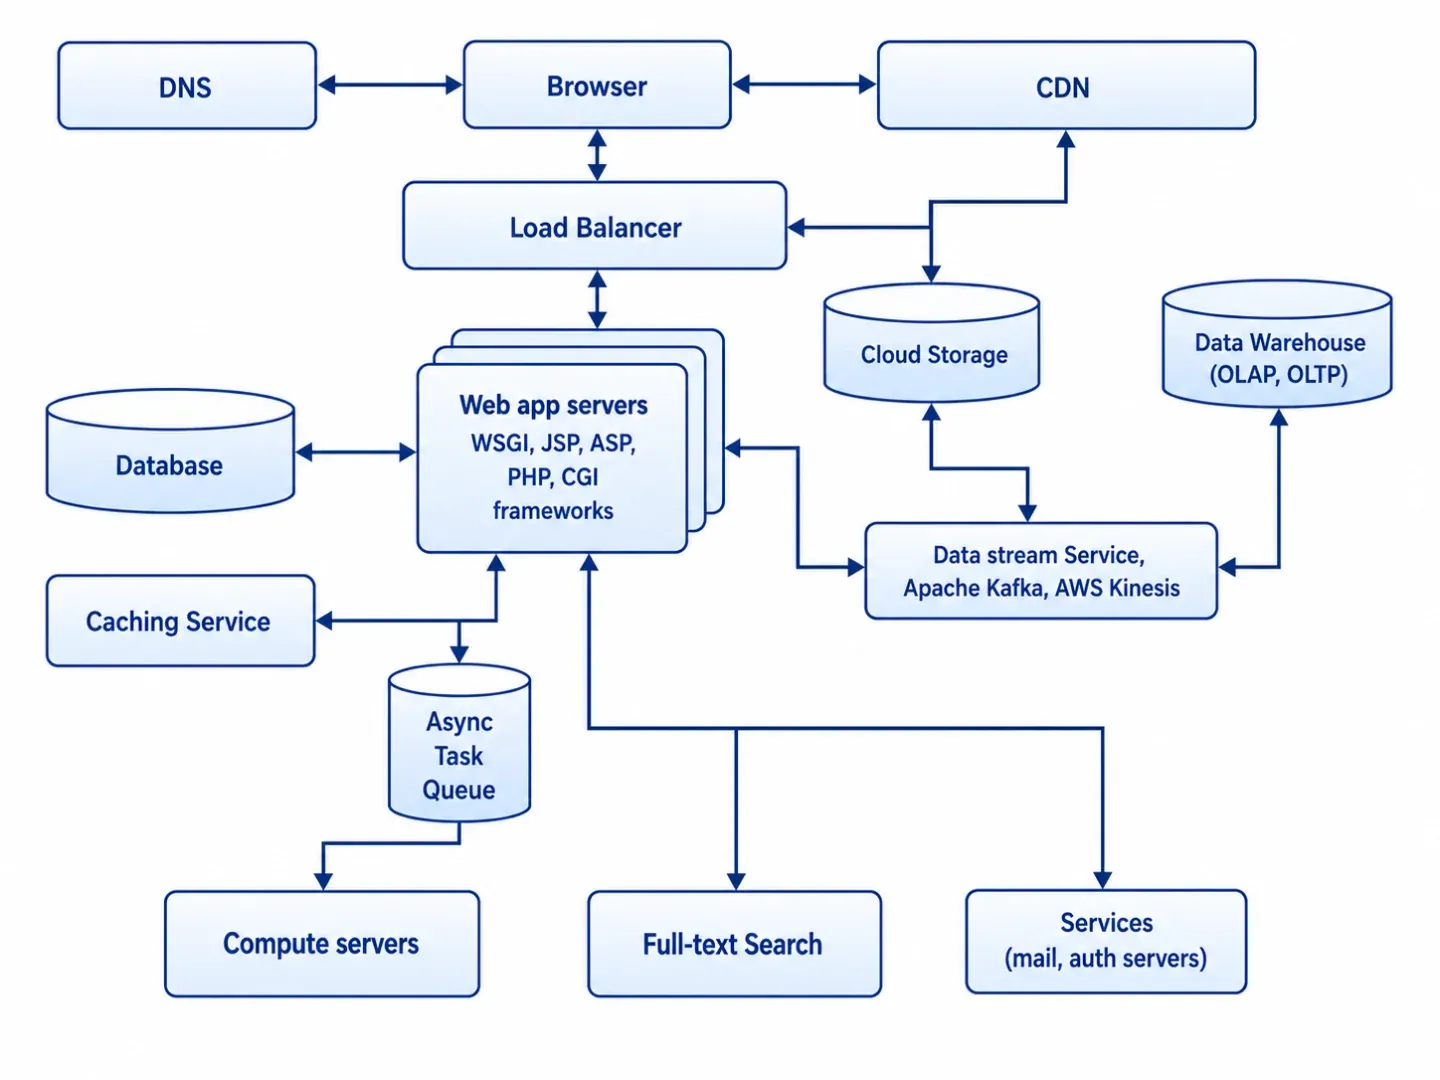 DNS
Browser
CDN
Load Balancer
Cloud Storage
Data Warehouse
(OLAP, OLTP)
Web app servers
WSGI, JSP, ASP,
PHP, CGI
frameworks
Database
Data stream Service,
Apache Kafka, AWS Kinesis
Caching Service
Async
Task
Queue
Compute servers
Full-text Search
Services
(mail, auth servers)